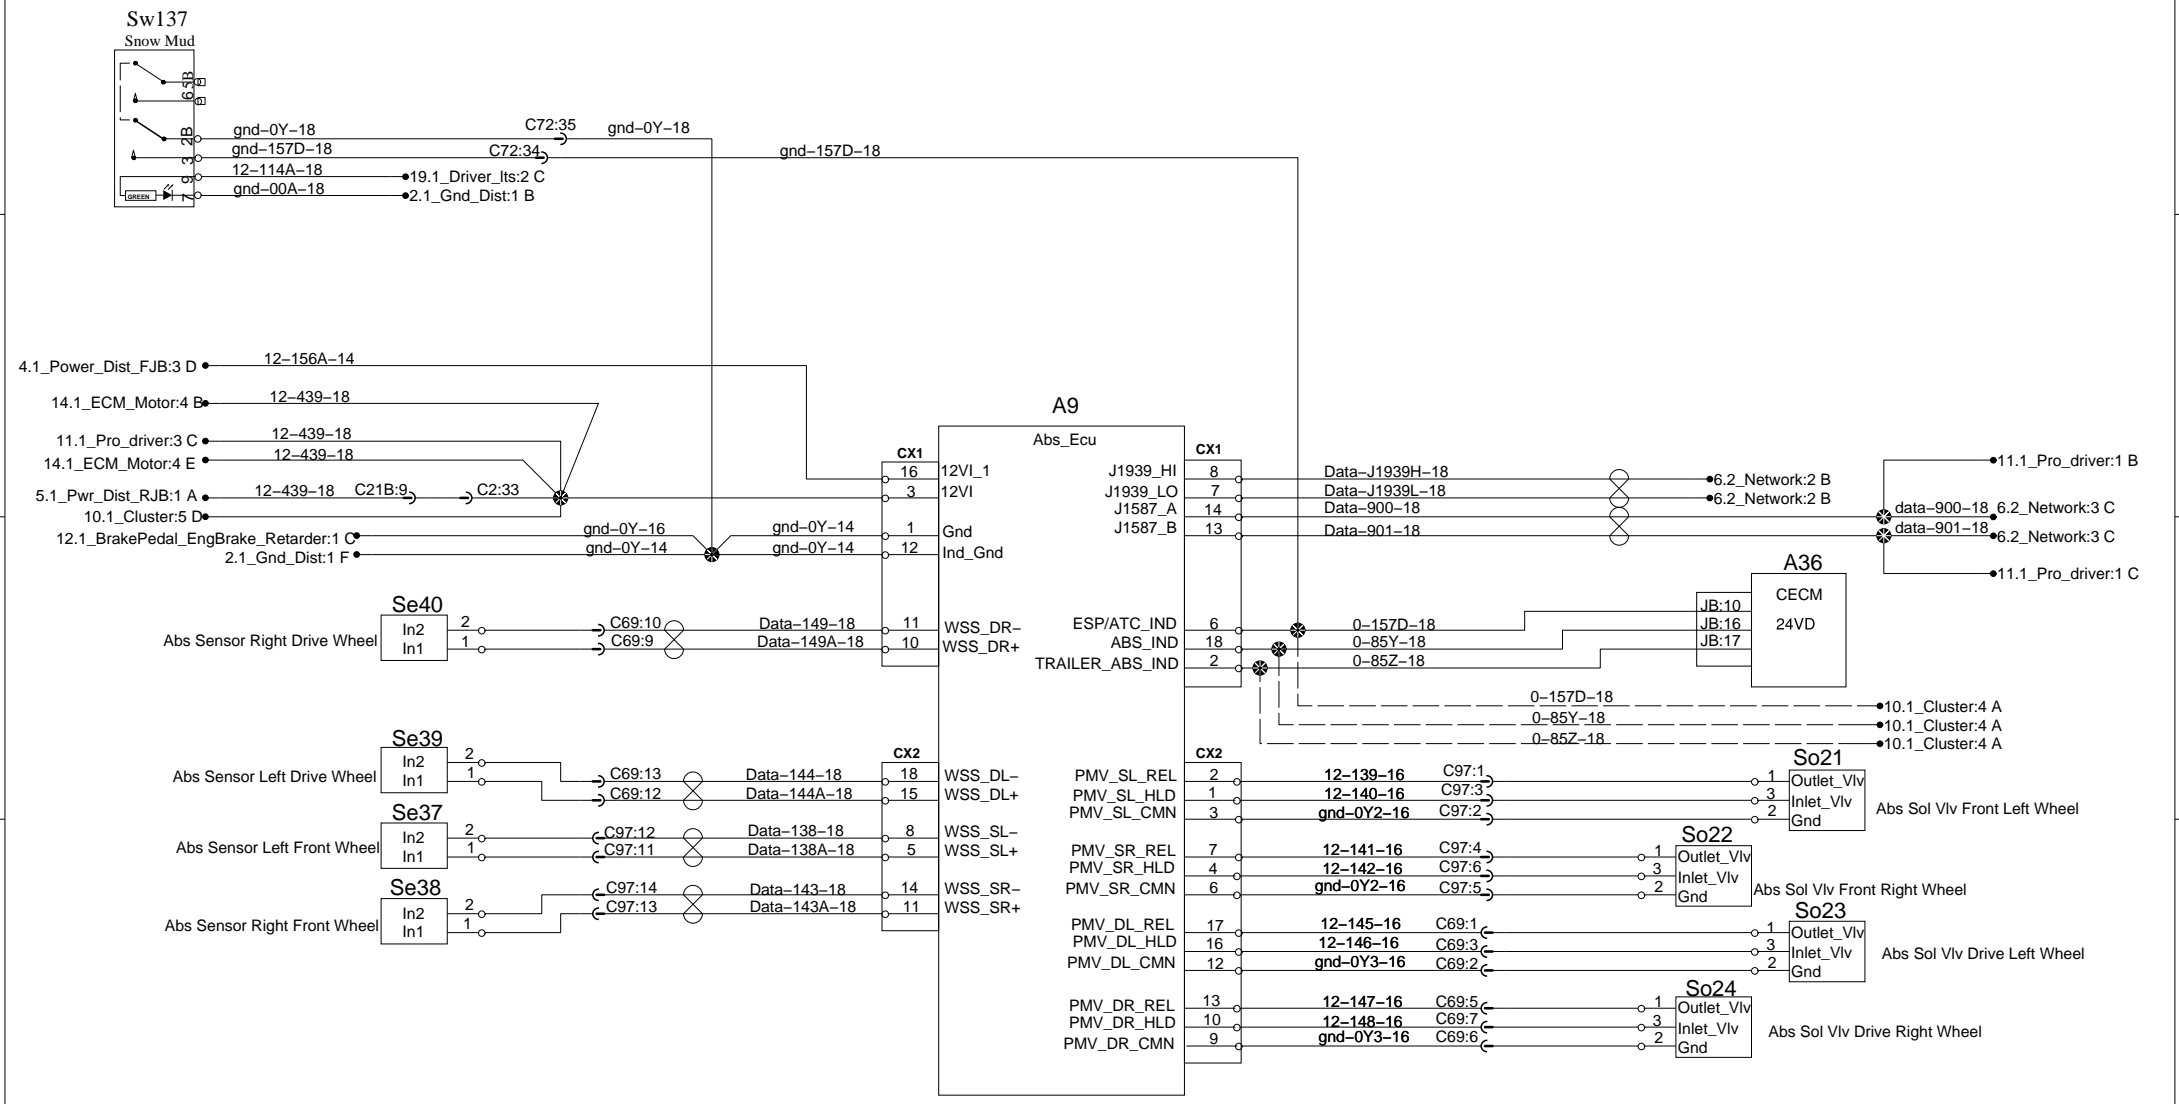 Sw137
Snow Mud
5B
6
2B
3
9
7
GREEN
gnd–0Y–18
C72:35
gnd–0Y–18
gnd–157D–18
C72:34
gnd–157D–18
12–114A–18
19.1_Driver_lts:2 C
gnd–00A–18
2.1_Gnd_Dist:1 B
4.1_Power_Dist_FJB:3 D
12–156A–14
14.1_ECM_Motor:4 B
12–439–18
11.1_Pro_driver:3 C
12–439–18
14.1_ECM_Motor:4 E
12–439–18
5.1_Pwr_Dist_RJB:1 A
12–439–18
C21B:9
C2:33
10.1_Cluster:5 D
12.1_BrakePedal_EngBrake_Retarder:1 C
gnd–0Y–16
gnd–0Y–14
2.1_Gnd_Dist:1 F
gnd–0Y–14
gnd–0Y–14
A9
Abs_Ecu
CX1
16 12VI_1
3 12VI
1 Gnd
12 Ind_Gnd
11 WSS_DR–
10 WSS_DR+
CX1
J1939_HI 8
J1939_LO 7
J1587_A 14
J1587_B 13
ESP/ATC_IND 6
ABS_IND 18
TRAILER_ABS_IND 2
Data–J1939H–18
6.2_Network:2 B
Data–J1939L–18
6.2_Network:2 B
Data–900–18
Data–901–18
11.1_Pro_driver:1 B
data–900–18 6.2_Network:3 C
data–901–18
6.2_Network:3 C
11.1_Pro_driver:1 C
A36
CECM
24VD
JB:10
JB:16
JB:17
0–157D–18
0–85Y–18
0–85Z–18
0–157D–18
10.1_Cluster:4 A
0–85Y–18
10.1_Cluster:4 A
0–85Z–18
10.1_Cluster:4 A
Se40
Abs Sensor Right Drive Wheel
In2 2
In1 1
C69:10
Data–149–18
C69:9
Data–149A–18
Se39
Abs Sensor Left Drive Wheel
In2 2
In1 1
C69:13
Data–144–18
C69:12
Data–144A–18
Se37
Abs Sensor Left Front Wheel
In2 2
In1 1
C97:12
Data–138–18
C97:11
Data–138A–18
Se38
Abs Sensor Right Front Wheel
In2 2
In1 1
C97:14
Data–143–18
C97:13
Data–143A–18
CX2
18 WSS_DL–
15 WSS_DL+
8 WSS_SL–
5 WSS_SL+
14 WSS_SR–
11 WSS_SR+
CX2
PMV_SL_REL 2
PMV_SL_HLD 1
PMV_SL_CMN 3
PMV_SR_REL 7
PMV_SR_HLD 4
PMV_SR_CMN 6
PMV_DL_REL 17
PMV_DL_HLD 16
PMV_DL_CMN 12
PMV_DR_REL 13
PMV_DR_HLD 10
PMV_DR_CMN 9
12–139–16 C97:1
12–140–16 C97:3
gnd–0Y2–16 C97:2
So21
1 Outlet_Vlv
3 Inlet_Vlv
2 Gnd
Abs Sol Vlv Front Left Wheel
12–141–16 C97:4
12–142–16 C97:6
gnd–0Y2–16 C97:5
So22
1 Outlet_Vlv
3 Inlet_Vlv
2 Gnd
Abs Sol Vlv Front Right Wheel
12–145–16 C69:1
12–146–16 C69:3
gnd–0Y3–16 C69:2
So23
1 Outlet_Vlv
3 Inlet_Vlv
2 Gnd
Abs Sol Vlv Drive Left Wheel
12–147–16 C69:5
12–148–16 C69:7
gnd–0Y3–16 C69:6
So24
1 Outlet_Vlv
3 Inlet_Vlv
2 Gnd
Abs Sol Vlv Drive Right Wheel